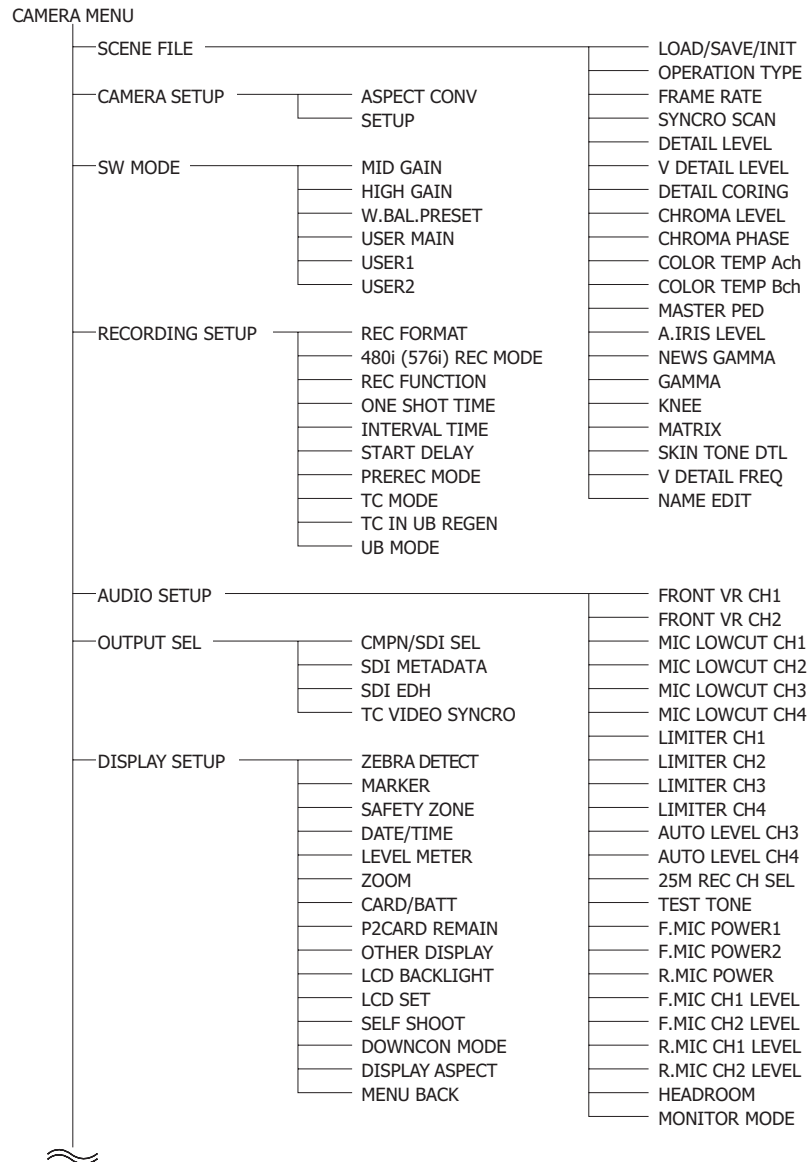 CAMERA MENU
SCENE FILE
LOAD/SAVE/INIT
OPERATION TYPE
FRAME RATE
SYNCRO SCAN
DETAIL LEVEL
V DETAIL LEVEL
DETAIL CORING
CHROMA LEVEL
CHROMA PHASE
COLOR TEMP Ach
COLOR TEMP Bch
MASTER PED
A.IRIS LEVEL
NEWS GAMMA
GAMMA
KNEE
MATRIX
SKIN TONE DTL
V DETAIL FREQ
NAME EDIT
CAMERA SETUP
ASPECT CONV
SETUP
SW MODE
MID GAIN
HIGH GAIN
W.BAL.PRESET
USER MAIN
USER1
USER2
RECORDING SETUP
REC FORMAT
480i (576i) REC MODE
REC FUNCTION
ONE SHOT TIME
INTERVAL TIME
START DELAY
PREREC MODE
TC MODE
TC IN UB REGEN
UB MODE
AUDIO SETUP
FRONT VR CH1
FRONT VR CH2
MIC LOWCUT CH1
MIC LOWCUT CH2
MIC LOWCUT CH3
MIC LOWCUT CH4
LIMITER CH1
LIMITER CH2
LIMITER CH3
LIMITER CH4
AUTO LEVEL CH3
AUTO LEVEL CH4
25M REC CH SEL
TEST TONE
F.MIC POWER1
F.MIC POWER2
R.MIC POWER
F.MIC CH1 LEVEL
F.MIC CH2 LEVEL
R.MIC CH1 LEVEL
R.MIC CH2 LEVEL
HEADROOM
MONITOR MODE
OUTPUT SEL
CMPN/SDI SEL
SDI METADATA
SDI EDH
TC VIDEO SYNCRO
DISPLAY SETUP
ZEBRA DETECT
MARKER
SAFETY ZONE
DATE/TIME
LEVEL METER
ZOOM
CARD/BATT
P2CARD REMAIN
OTHER DISPLAY
LCD BACKLIGHT
LCD SET
SELF SHOOT
DOWNCON MODE
DISPLAY ASPECT
MENU BACK